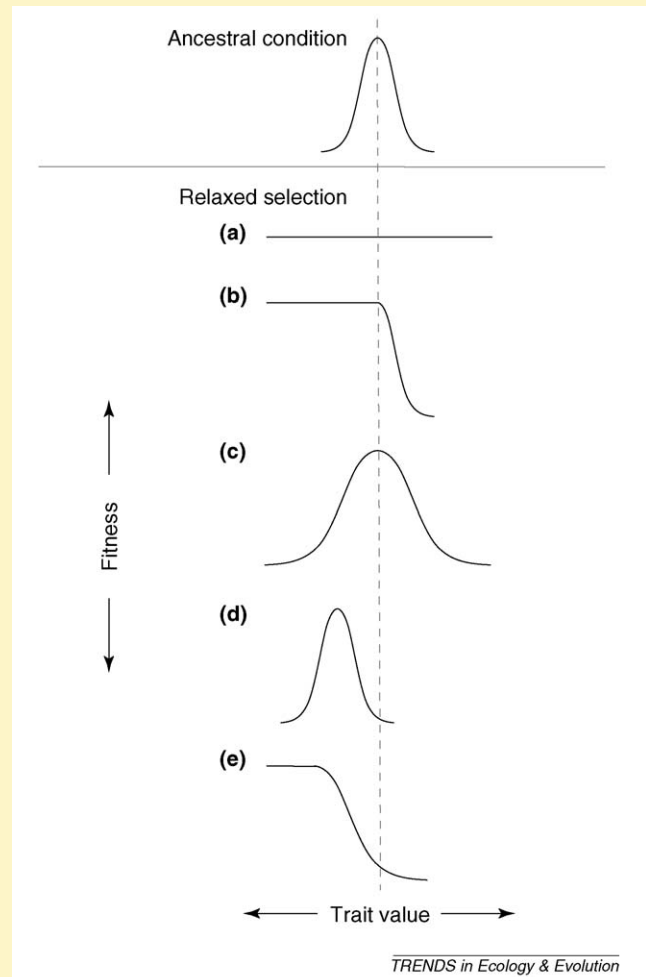 Ancestral condition
Relaxed selection
(a)
(b)
(c)
Fitness
(d)
(e)
Trait value
TRENDS in Ecology & Evolution